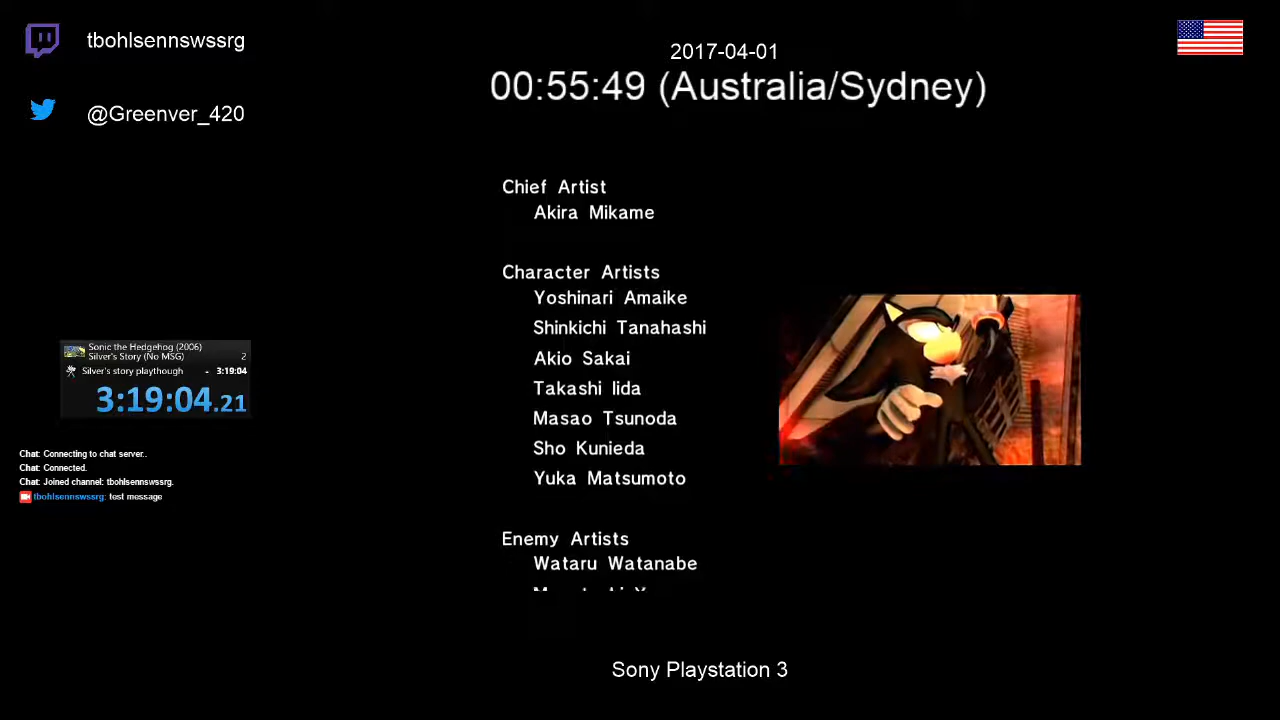 tbohlsennswssrg
@Greenver_420
2017-04-01
00:55:49 (Australia/Sydney)
Chief Artist
Akira Mikame
Character Artists
Yoshinari Amaike
Shinkichi Tanahashi
Akio Sakai
Takashi Iida
Masao Tsunoda
Sho Kunieda
Yuka Matsumoto
Enemy Artists
Wataru Watanabe
Sonic the Hedgehog (2006)
Silver's Story (No MSG) 2
Silver's story playthough - 3:19:04
3:19:04.21
Chat: Connecting to chat server..
Chat: Connected.
Chat: Joined channel: tbohlsennswssrg.
tbohlsennswssrg: test message
Sony Playstation 3